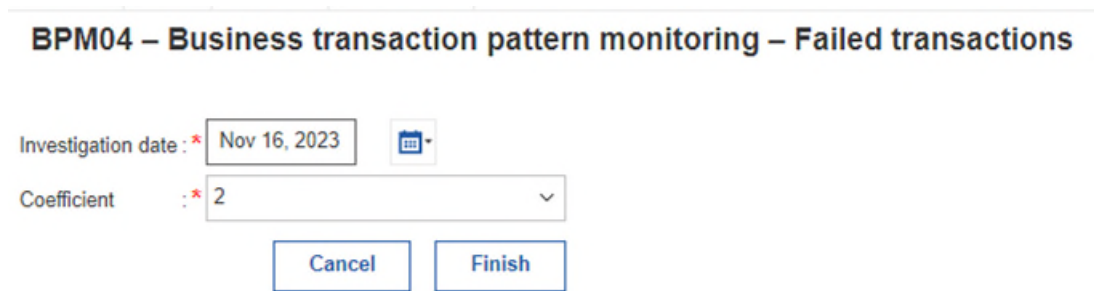 BPM04 – Business transaction pattern monitoring – Failed transactions
Investigation date : * Nov 16, 2023
Coefficient : * 2
Cancel Finish